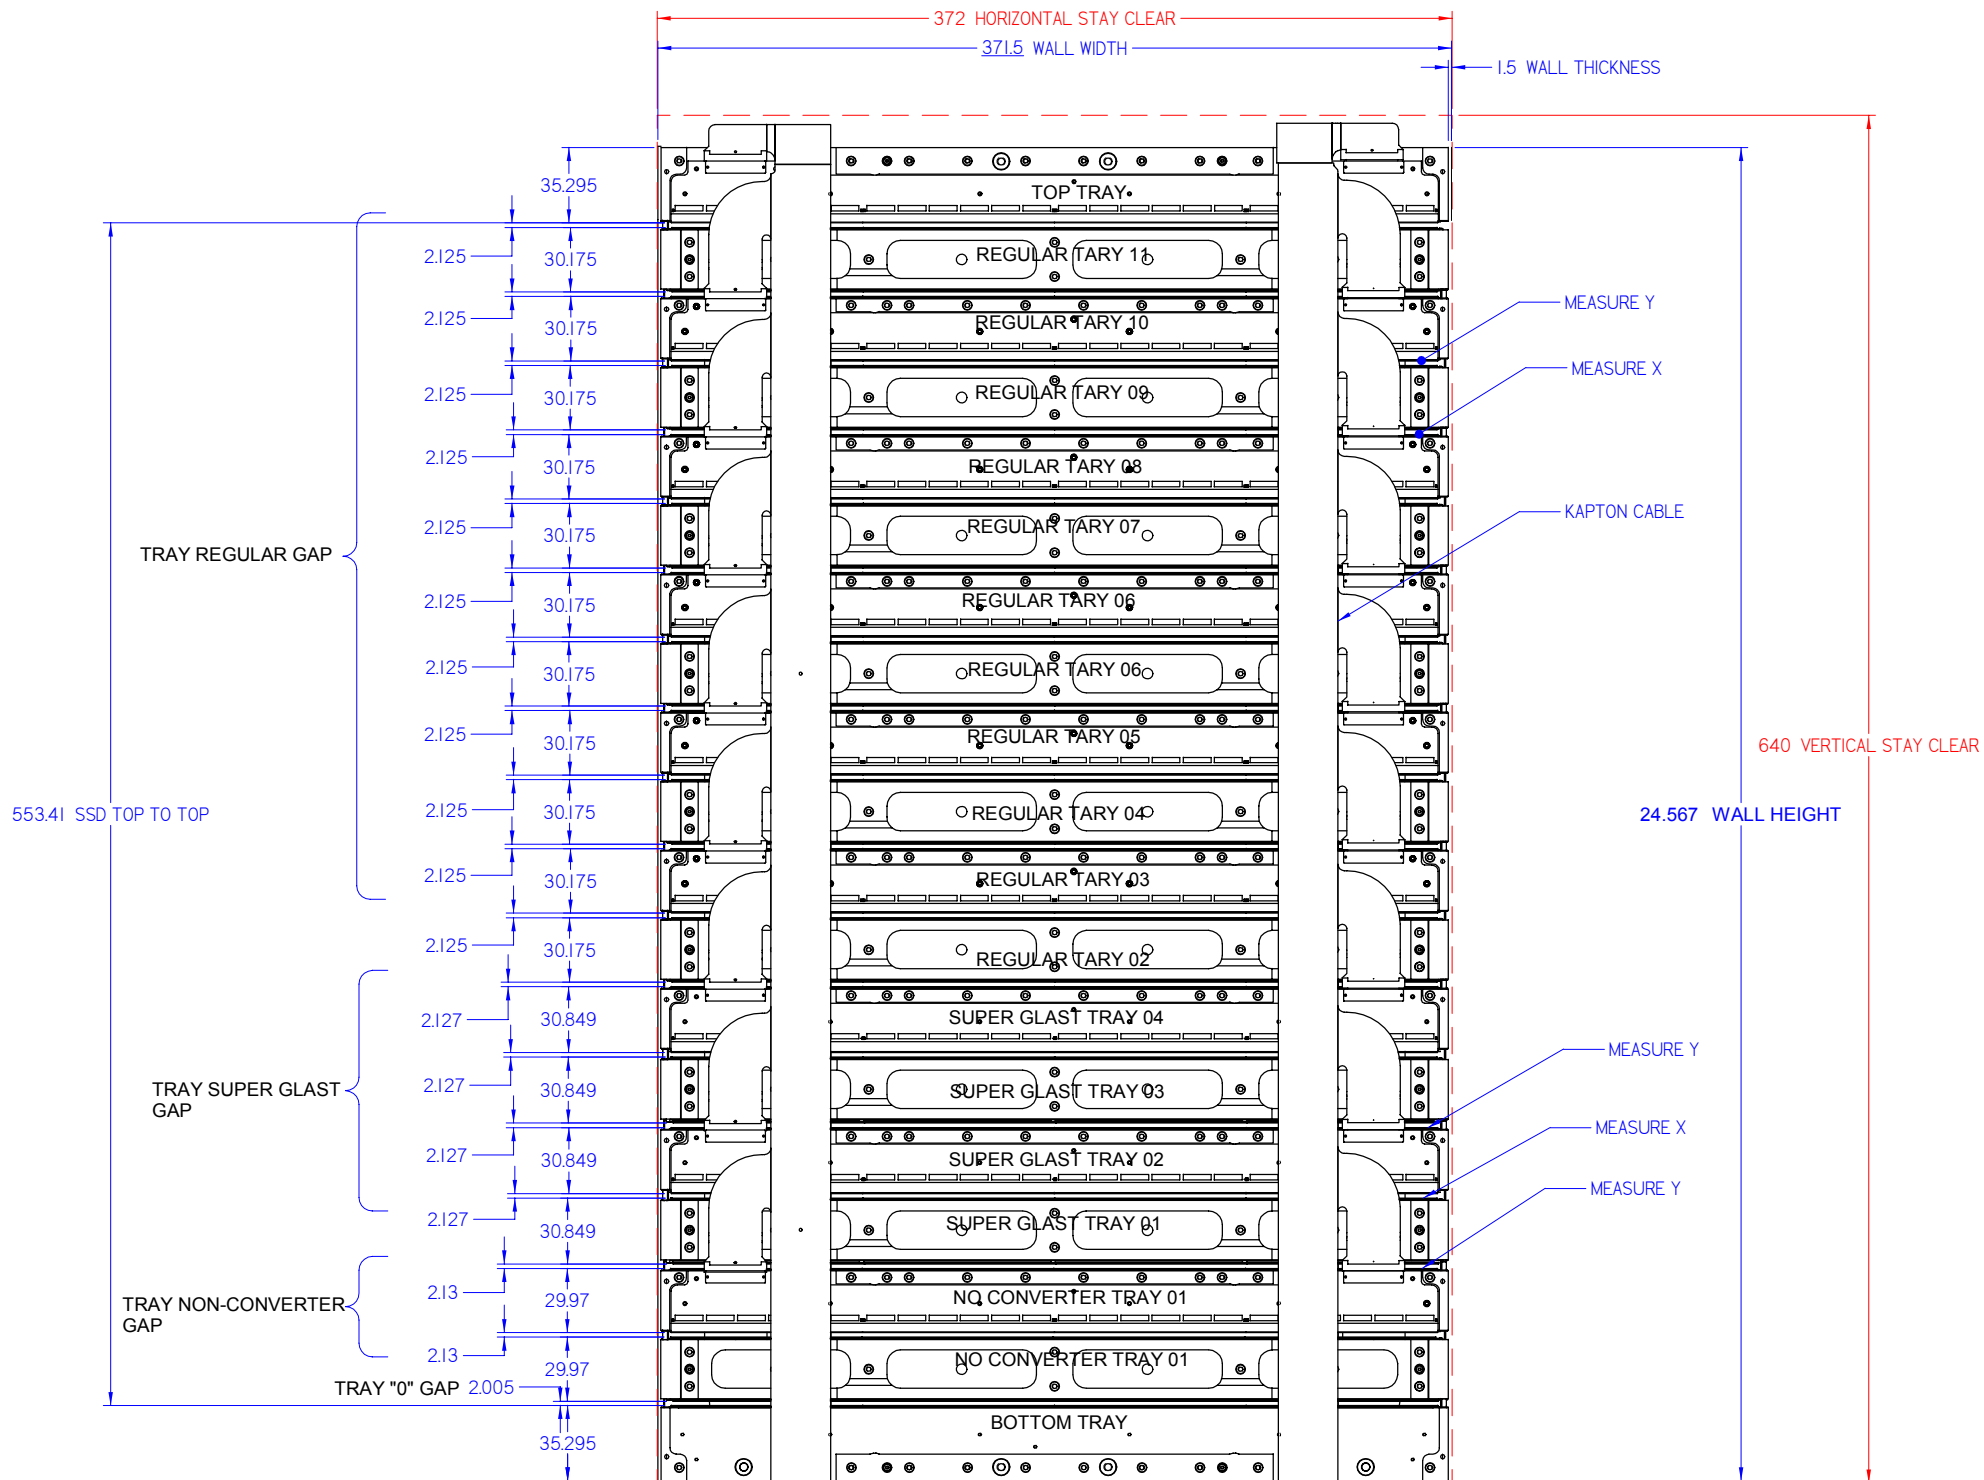 372 HORIZONTAL STAY CLEAR
371.5 WALL WIDTH
1.5 WALL THICKNESS
35.295
TOP TRAY
2.125
30.175
REGULAR TARY 11
MEASURE Y
2.125
30.175
REGULAR TARY 10
MEASURE X
2.125
30.175
REGULAR TARY 09
2.125
30.175
REGULAR TARY 08
KAPTON CABLE
2.125
30.175
REGULAR TARY 07
TRAY REGULAR GAP
2.125
30.175
REGULAR TARY 06
2.125
30.175
REGULAR TARY 06
2.125
30.175
REGULAR TARY 05
640 VERTICAL STAY CLEAR
553.41 SSD TOP TO TOP
2.125
30.175
REGULAR TARY 04
24.567 WALL HEIGHT
2.125
30.175
REGULAR TARY 03
2.125
30.175
REGULAR TARY 02
2.127
30.849
SUPER GLAST TRAY 04
MEASURE Y
TRAY SUPER GLAST
GAP
2.127
30.849
SUPER GLAST TRAY 03
MEASURE X
2.127
30.849
SUPER GLAST TRAY 02
MEASURE Y
2.127
30.849
SUPER GLAST TRAY 01
TRAY NON-CONVERTER
GAP
2.13
29.97
NO CONVERTER TRAY 01
2.13
29.97
NO CONVERTER TRAY 01
TRAY "0" GAP 2.005
BOTTOM TRAY
35.295